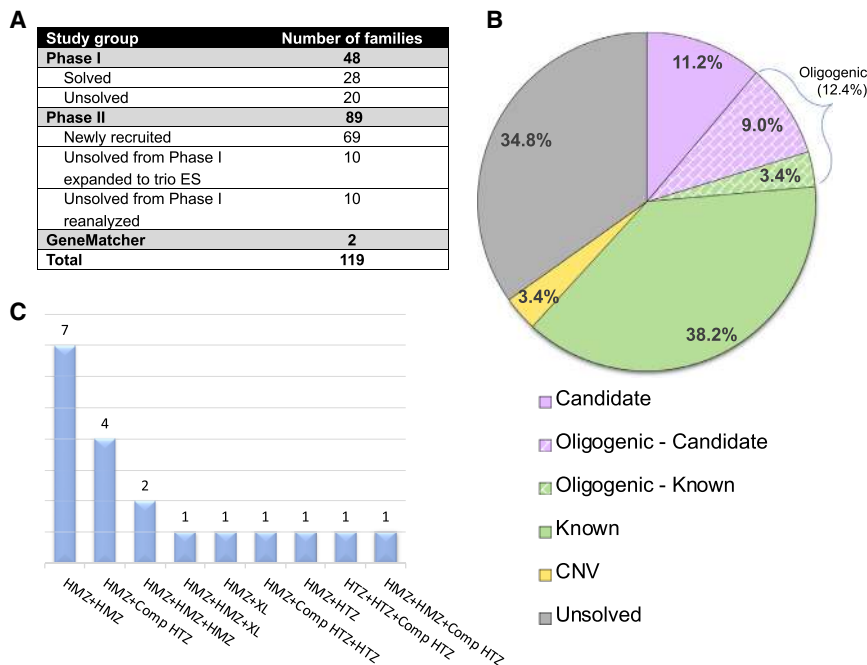 A
Study group Number of families
Phase I 48
Solved 28
Unsolved 20
Phase II 89
Newly recruited 69
Unsolved from Phase I 10
expanded to trio ES
Unsolved from Phase I 10
reanalyzed
GeneMatcher 2
Total 119
B
11.2%
Oligogenic
(12.4%)
9.0%
3.4%
38.2%
3.4%
34.8%
Candidate
Oligogenic - Candidate
Oligogenic - Known
Known
CNV
Unsolved
C
7
4
2
1
1
1
1
1
1
HMZ+HMZ
HMZ+Comp HTZ
HMZ+HMZ+HMZ
HMZ+HMZ+XL
HMZ+XL
HMZ+Comp HTZ+HTZ
HMZ+HTZ
HTZ+HTZ+Comp HTZ
HMZ+HMZ+Comp HTZ